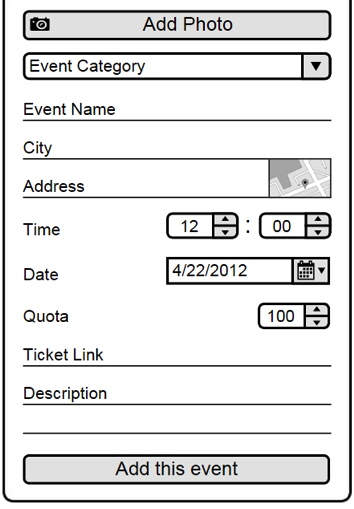 Add Photo
Event Category
Event Name
City
Address
Time 12 : 00
Date 4/22/2012
Quota 100
Ticket Link
Description
Add this event